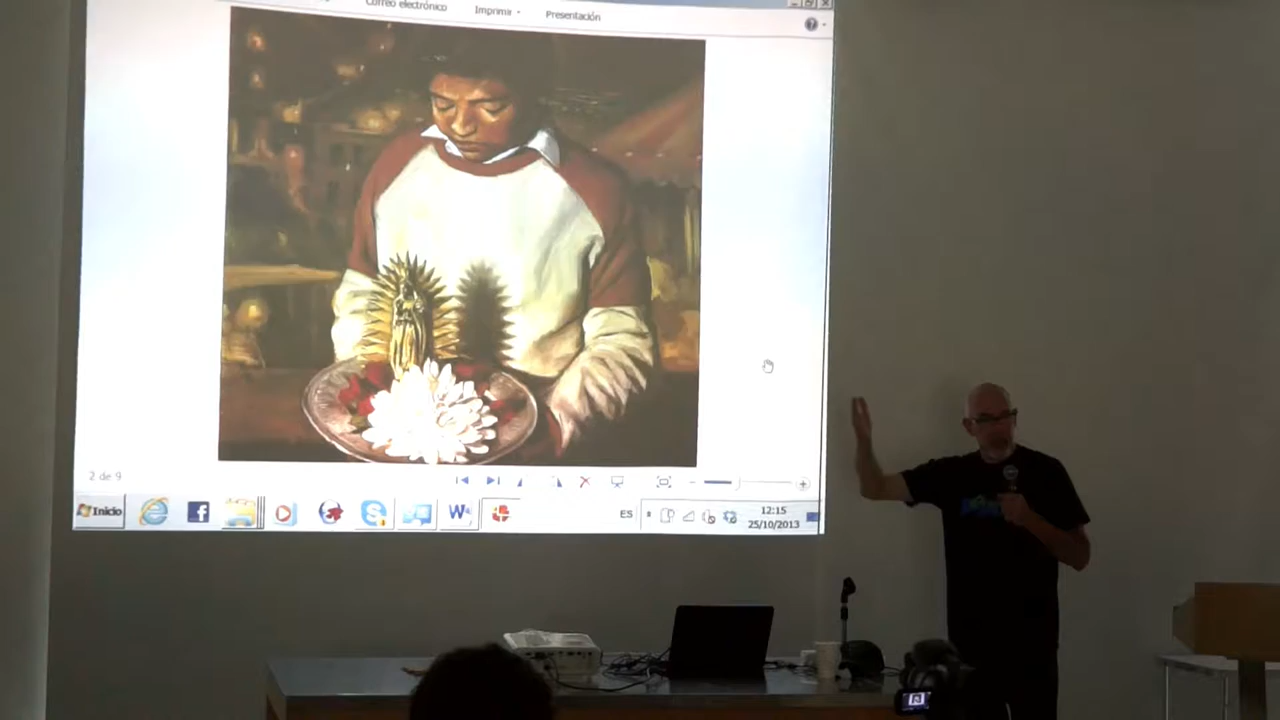 Correo electrónico Imprimir Presentación
2 de 9
Inicio
W
ES
12:15
25/10/2013